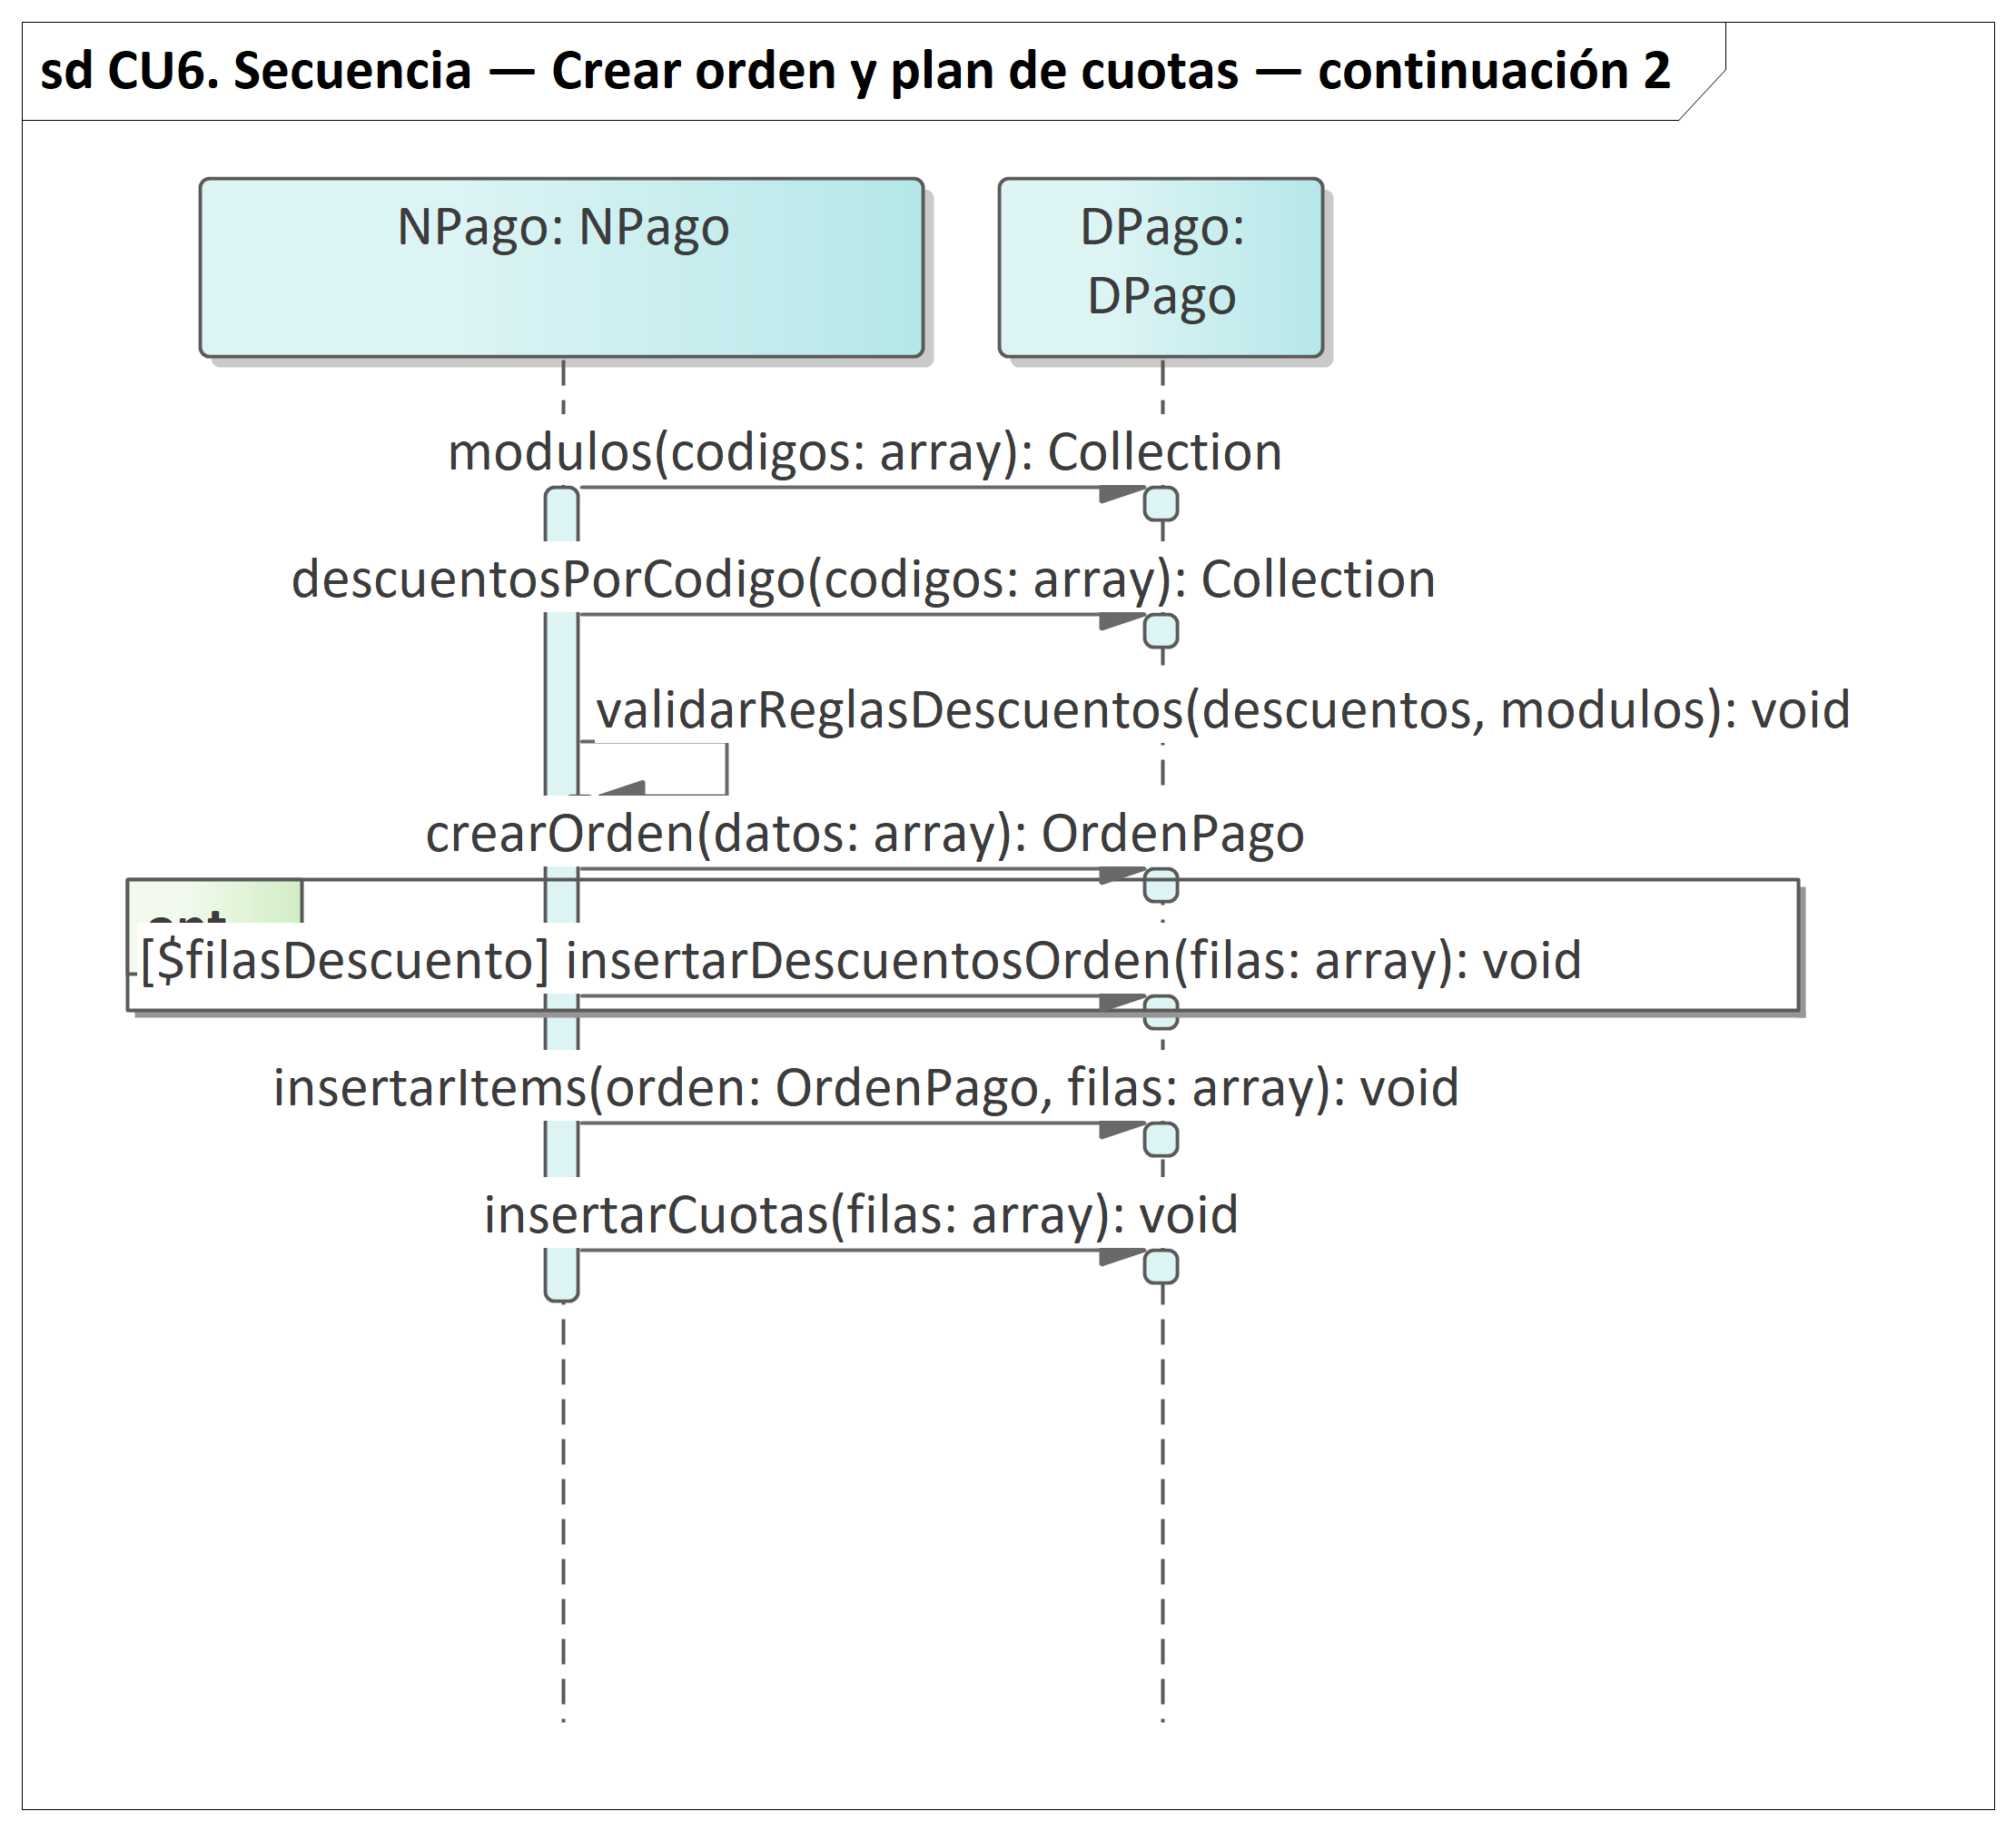 sd CU6. Secuencia — Crear orden y plan de cuotas — continuación 2
NPago: NPago
DPago:
DPago
modulos(codigos: array): Collection
descuentosPorCodigo(codigos: array): Collection
validarReglasDescuentos(descuentos, modulos): void
crearOrden(datos: array): OrdenPago
opt
[$filasDescuento] insertarDescuentosOrden(filas: array): void
insertarItems(orden: OrdenPago, filas: array): void
insertarCuotas(filas: array): void